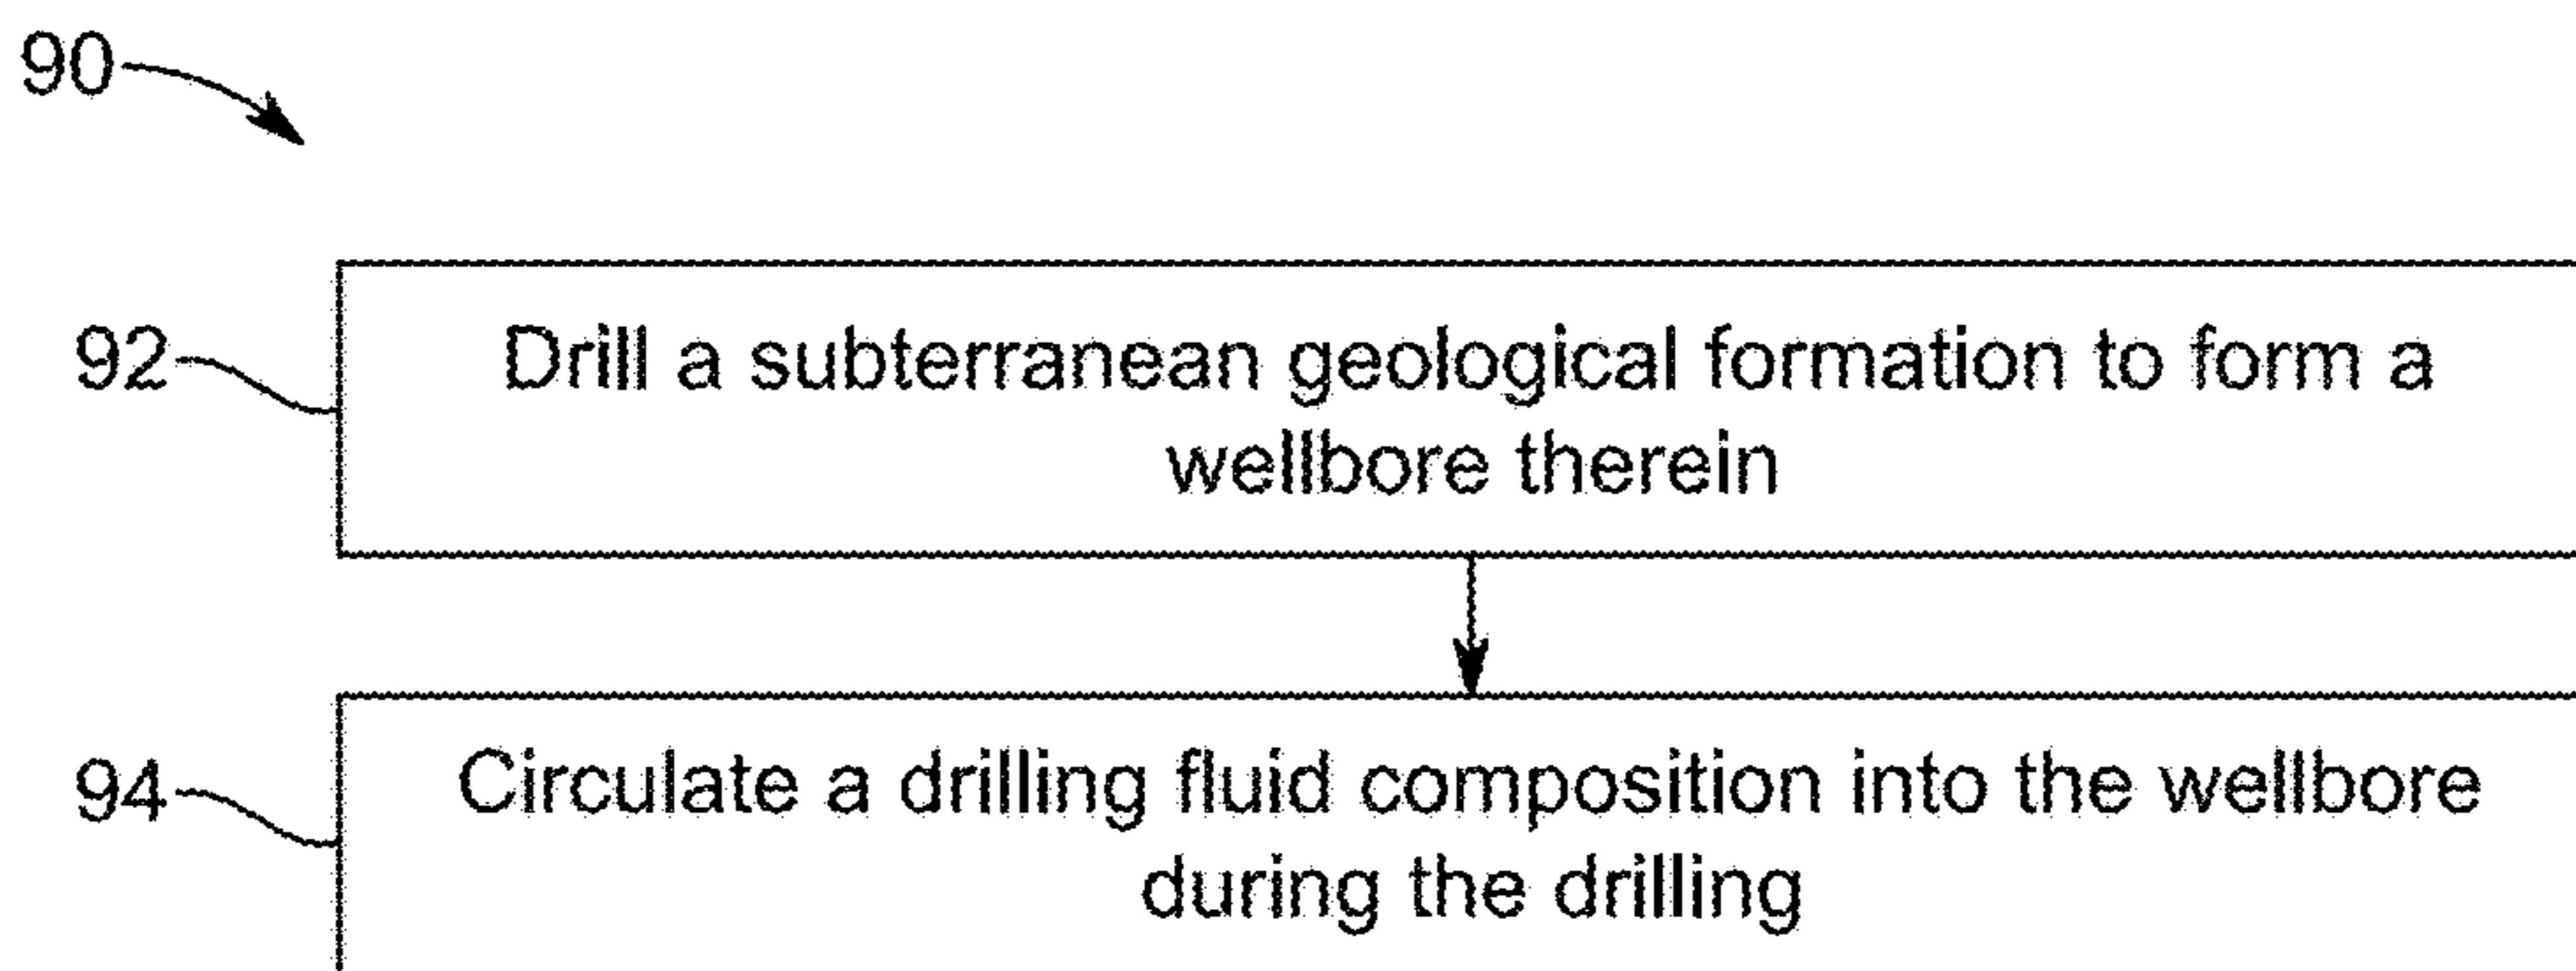 90
92
Drill a subterranean geological formation to form a
wellbore therein
94
Circulate a drilling fluid composition into the wellbore
during the drilling